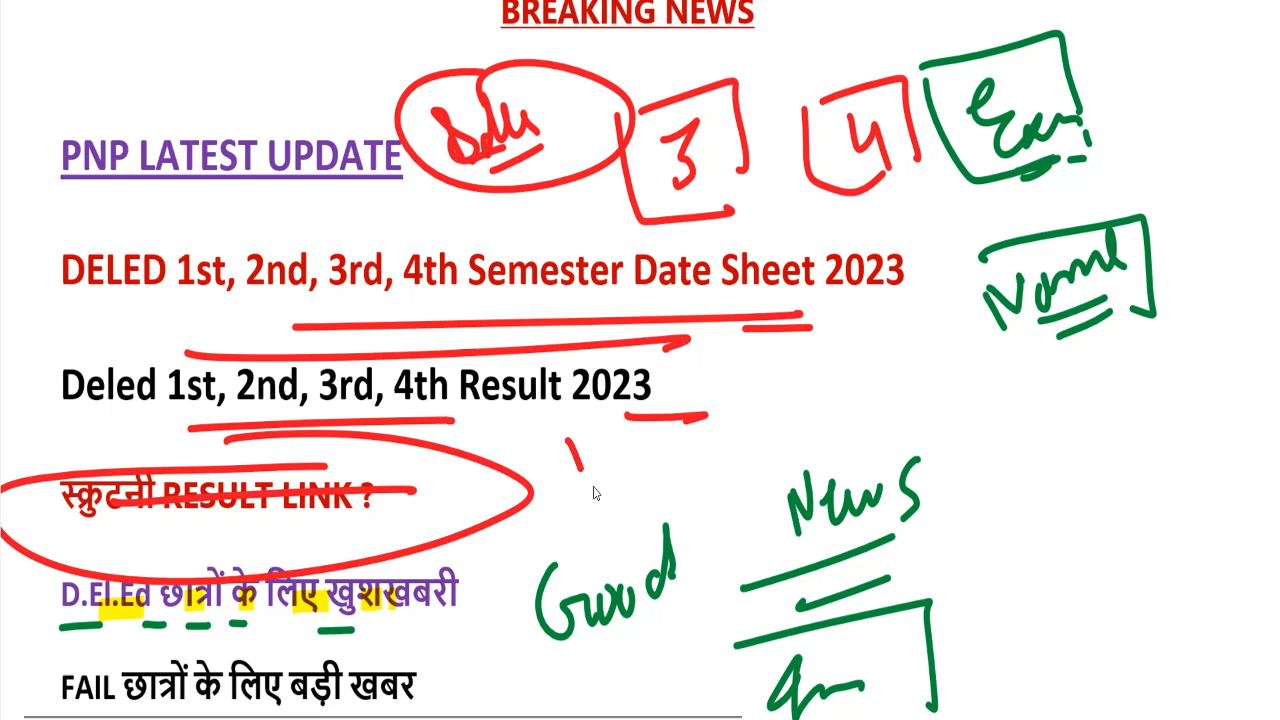 BREAKING NEWS
PNP LATEST UPDATE
3
4
DELED 1st, 2nd, 3rd, 4th Semester Date Sheet 2023
Deled 1st, 2nd, 3rd, 4th Result 2023
स्क्रुटनी RESULT LINK ?
News
D.El.Ed छात्रों के लिए खुशखबरी
Good
FAIL छात्रों के लिए बड़ी खबर